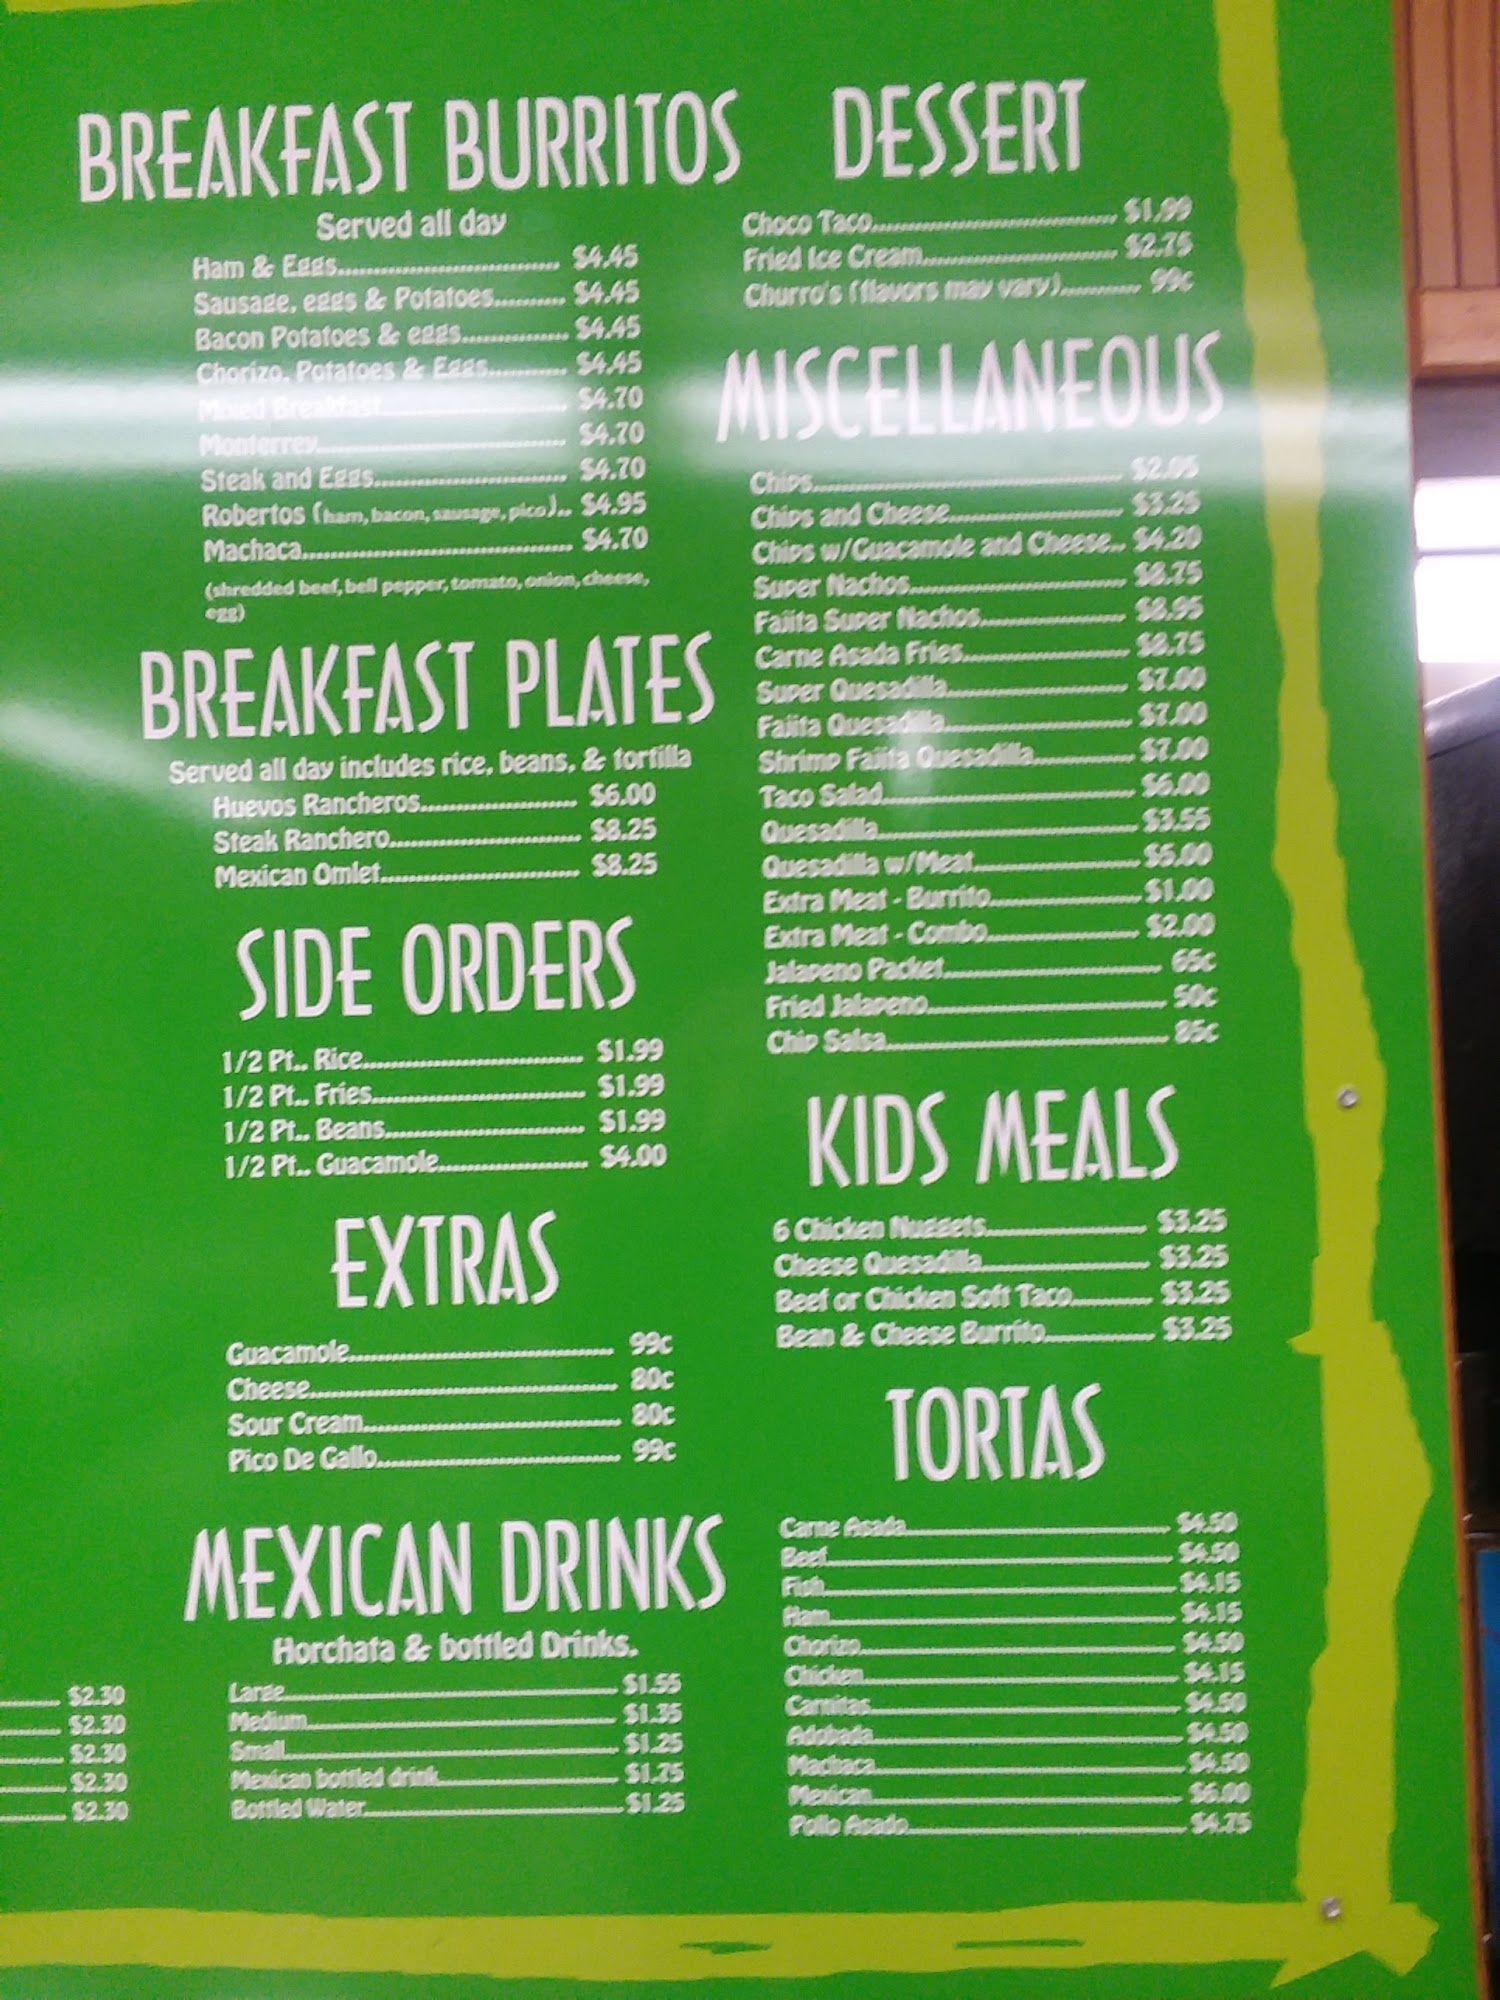 BREAKFAST BURRITOS
Served all day
Ham & Eggs............................ $4.45
Sausage, eggs & Potatoes.......... $4.45
Bacon Potatoes & eggs............... $4.45
Chorizo, Potatoes & Eggs........... $4.45
Mixed Breakfast.......................... $4.70
Monterrey.................................. $4.70
Steak and Eggs........................... $4.70
Robertos (ham, bacon, sausage, pico).. $4.95
Machaca..................................... $4.70
(shredded beef, bell pepper, tomato, onion, cheese,
egg)
BREAKFAST PLATES
Served all day includes rice, beans, & tortilla
Huevos Rancheros...................... $6.00
Steak Ranchero........................... $8.25
Mexican Omlet............................ $8.25
SIDE ORDERS
1/2 Pt.. Rice............................... $1.99
1/2 Pt.. Fries.............................. $1.99
1/2 Pt.. Beans............................ $1.99
1/2 Pt.. Guacamole..................... $4.00
EXTRAS
Guacamole..................................... 99c
Cheese........................................... 80c
Sour Cream................................... 80c
Pico De Gallo................................. 99c
MEXICAN DRINKS
Horchata & bottled Drinks.
Large................................................ $1.55
Medium............................................. $1.35
Small................................................ $1.25
Mexican bottled drink......................... $1.75
Bottled Water.................................... $1.25
........ $2.30
........ $2.30
........ $2.30
........ $2.30
........ $2.30
DESSERT
Choco Taco................................... $1.99
Fried Ice Cream............................ $2.75
Churro's (flavors may vary)........... 99c
MISCELLANEOUS
Chips........................................... $2.05
Chips and Cheese......................... $3.25
Chips w/Guacamole and Cheese.. $4.20
Super Nachos............................... $8.75
Fajita Super Nachos..................... $8.95
Carne Asada Fries........................ $8.75
Super Quesadilla.......................... $7.00
Fajita Quesadilla.......................... $7.00
Shrimp Fajita Quesadilla.............. $7.00
Taco Salad................................... $6.00
Quesadilla.................................... $3.55
Quesadilla w/Meat....................... $5.00
Extra Meat - Burrito..................... $1.00
Extra Meat - Combo..................... $2.00
Jalapeno Packet.............................. 65c
Fried Jalapeno................................ 50c
Chip Salsa...................................... 85c
KIDS MEALS
6 Chicken Nuggets....................... $3.25
Cheese Quesadilla........................ $3.25
Beef or Chicken Soft Taco............ $3.25
Bean & Cheese Burrito................ $3.25
TORTAS
Carne Asada...................................... $4.50
Beef.................................................. $4.50
Fish................................................... $4.15
Ham.................................................. $4.15
Chorizo............................................. $4.50
Chicken............................................. $4.15
Carnitas............................................ $4.50
Adobada........................................... $4.50
Machaca........................................... $4.50
Mexican............................................ $6.00
Pollo Asado....................................... $4.75